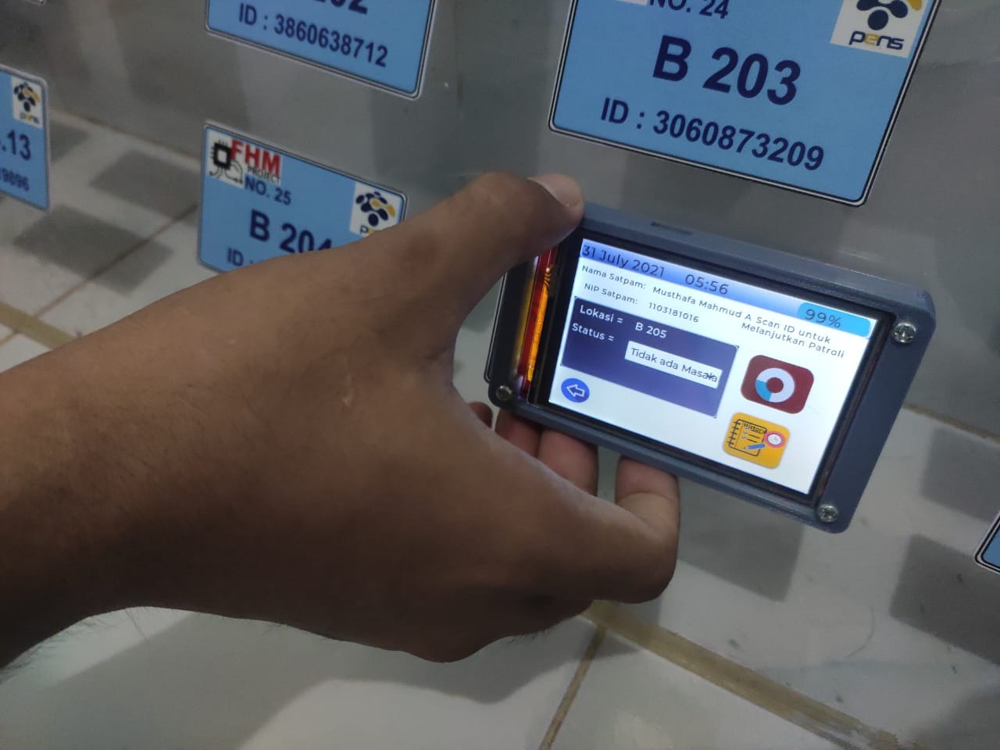 ID : 3860638712
NO. 24
pens
B 203
ID : 3060873209
.13
FHM
PROJECT
NO. 25
B 204
ID :
31 July 2021 05:56
99%
Nama Satpam: Musthafa Mahmud A
NIP Satpam: 1103181016
Scan ID untuk
Melanjutkan Patroli
Lokasi = B 205
Status = Tidak ada Masala
HISTORY